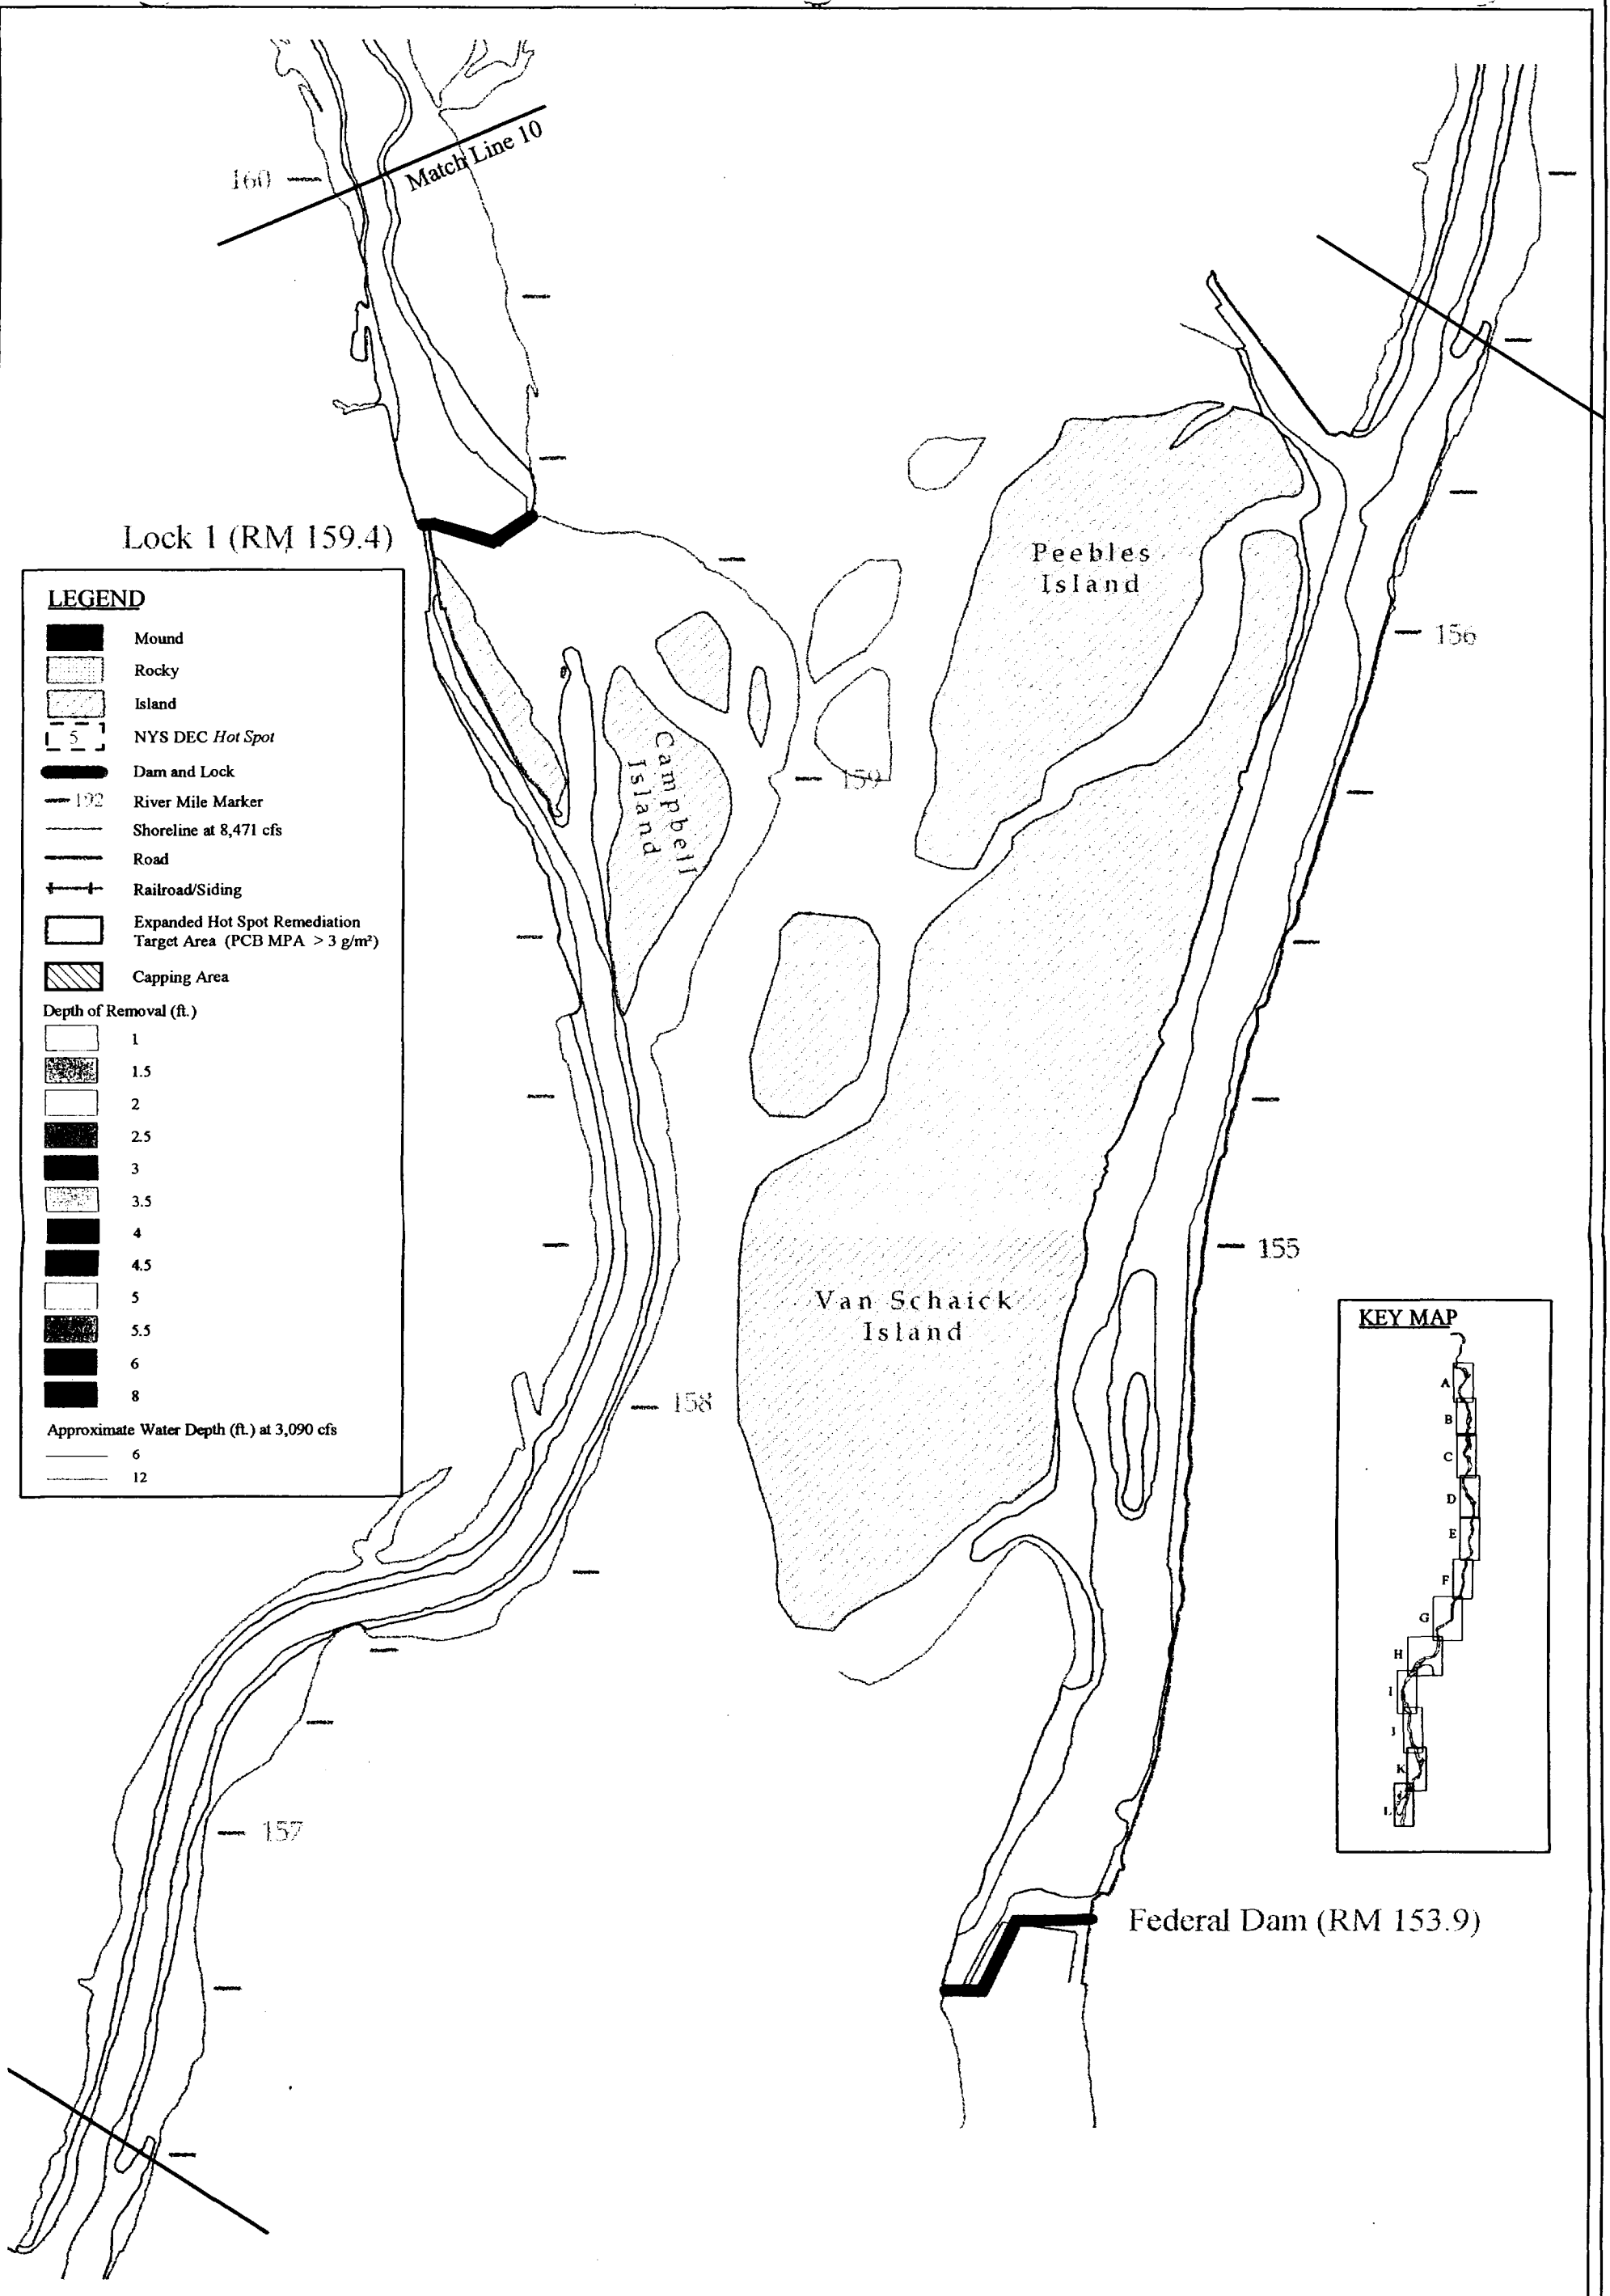 Match Line 10
160
Lock 1 (RM 159.4)
LEGEND
Mound
Rocky
Island
5 NYS DEC Hot Spot
Dam and Lock
192 River Mile Marker
Shoreline at 8,471 cfs
Road
Railroad/Siding
Expanded Hot Spot Remediation
Target Area (PCB MPA > 3 g/m²)
Capping Area
Depth of Removal (ft.)
1
1.5
2
2.5
3
3.5
4
4.5
5
5.5
6
8
Approximate Water Depth (ft.) at 3,090 cfs
6
12
Campbell
Island
159
Peebles
Island
156
155
Van Schaick
Island
158
157
KEY MAP
A
B
C
D
E
F
G
H
I
J
K
L
Federal Dam (RM 153.9)